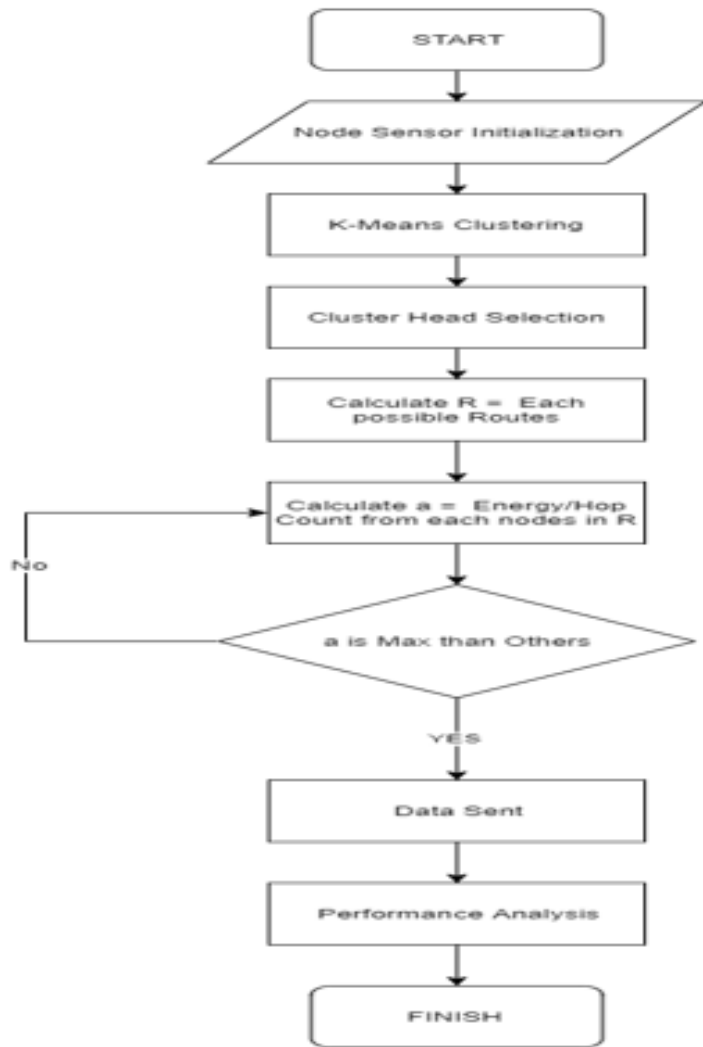 START
Node Sensor Initialization
K-Means Clustering
Cluster Head Selection
Calculate R = Each
possible Routes
Calculate a = Energy/Hop
Count from each nodes in R
No
a is Max than Others
YES
Data Sent
Performance Analysis
FINISH